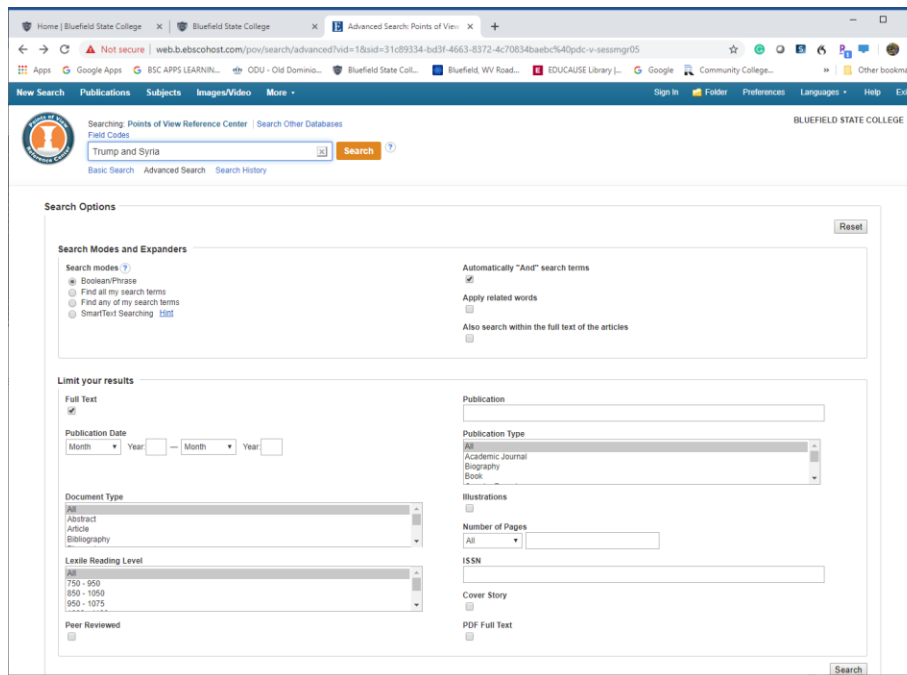 Home | Bluefield State College
Bluefield State College
Advanced Search: Points of View
Not secure | web.b.ebscohost.com/pov/search/advanced?vid=1&sid=31c89334-bd3f-4663-8372-4c70834baebc%40pdc-v-sessmgr05
Apps Google Apps BSC APPS LEARNIN... ODU - Old Dominio... Bluefield State Coll... Bluefield, WV Road... EDUCAUSE Library |... Google Community College... » Other bookma
New Search Publications Subjects Images/Video More Sign In Folder Preferences Languages Help Exi
Points of View Reference Center
Searching: Points of View Reference Center | Search Other Databases
BLUEFIELD STATE COLLEGE
Field Codes
Trump and Syria Search
Basic Search Advanced Search Search History
Search Options
Reset
Search Modes and Expanders
Search modes
Boolean/Phrase
Find all my search terms
Find any of my search terms
SmartText Searching Hint
Automatically "And" search terms
Apply related words
Also search within the full text of the articles
Limit your results
Full Text
Publication
Publication Date
Month Year: — Month Year:
Publication Type
All
Academic Journal
Biography
Book
Document Type
All
Abstract
Article
Bibliography
Illustrations
Number of Pages
All
Lexile Reading Level
All
750 - 950
850 - 1050
950 - 1075
ISSN
Cover Story
Peer Reviewed
PDF Full Text
Search